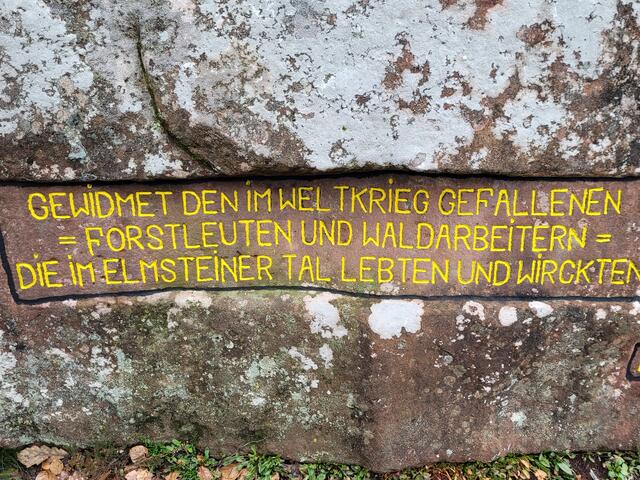 GEWIDMET DEN IM WELTKRIEG GEFALLENEN
= FORSTLEUTEN UND WALDARBEITERN =
DIE IM ELMSTEINER TAL LEBTEN UND WIRCKTEN